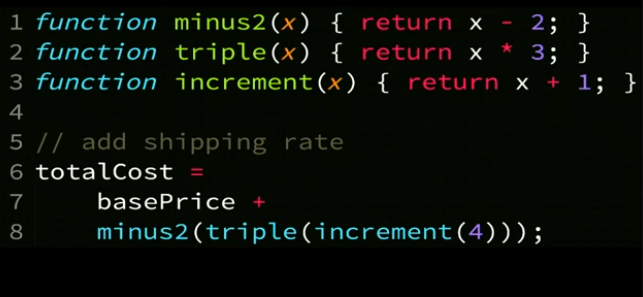 1 function minus2(x) { return x - 2; }
2 function triple(x) { return x * 3; }
3 function increment(x) { return x + 1; }
4
5 // add shipping rate
6 totalCost =
7     basePrice +
8     minus2(triple(increment(4)));